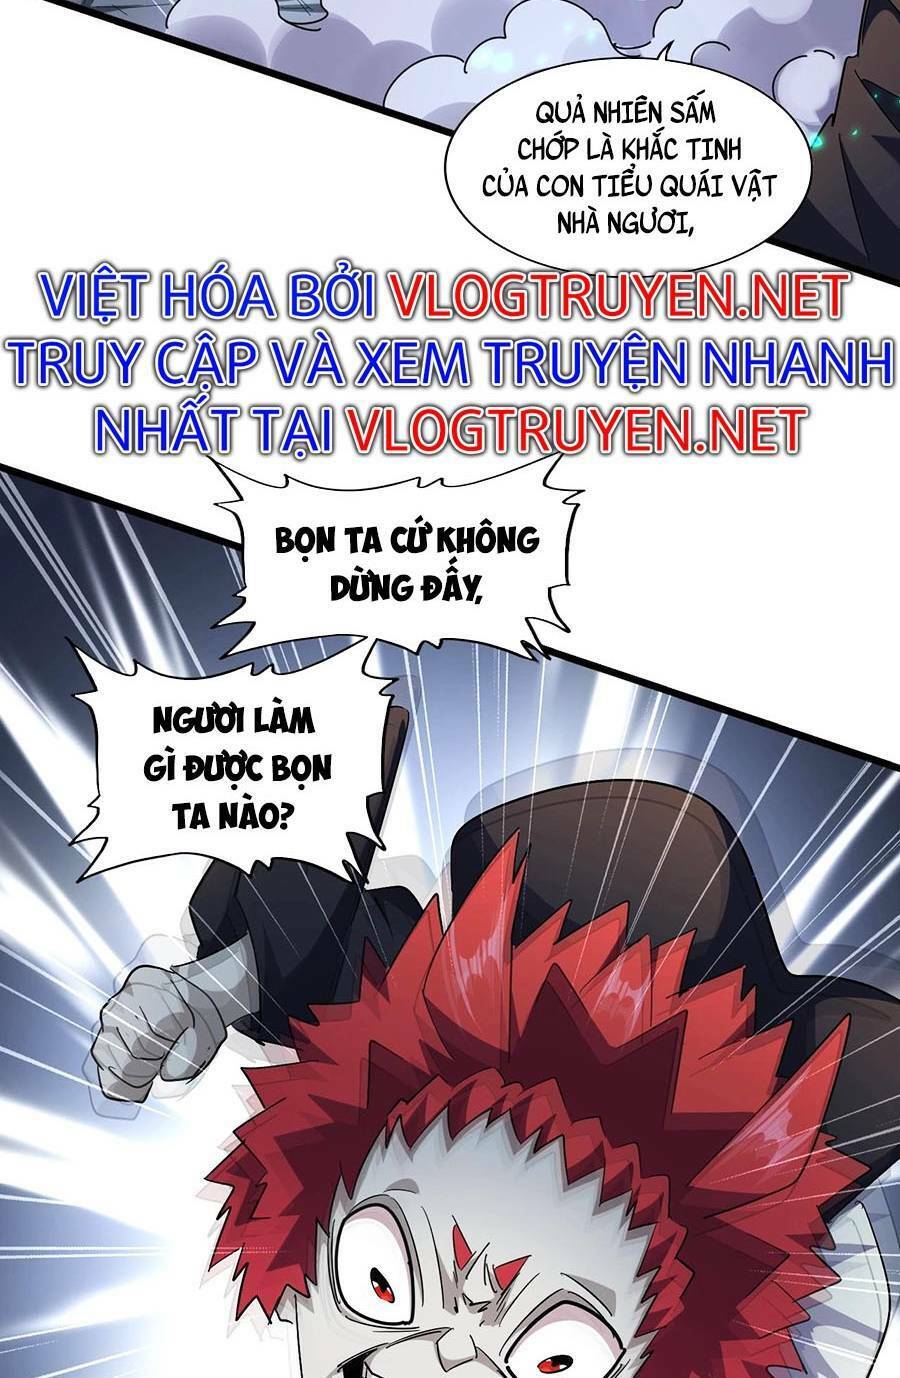 QUẢ NHIÊN SẤM
CHỚP LÀ KHẮC TINH
CỦA CON TIỂU QUÁI VẬT
NHÀ NGƯƠI,
VIỆT HÓA BỞI VLOGTRUYEN.NET
TRUY CẬP VÀ XEM TRUYỆN NHANH
NHẤT TẠI VLOGTRUYEN.NET
BỌN TA CỨ KHÔNG
DỪNG ĐẤY,
NGƯƠI LÀM
GÌ ĐƯỢC BỌN
TA NÀO?